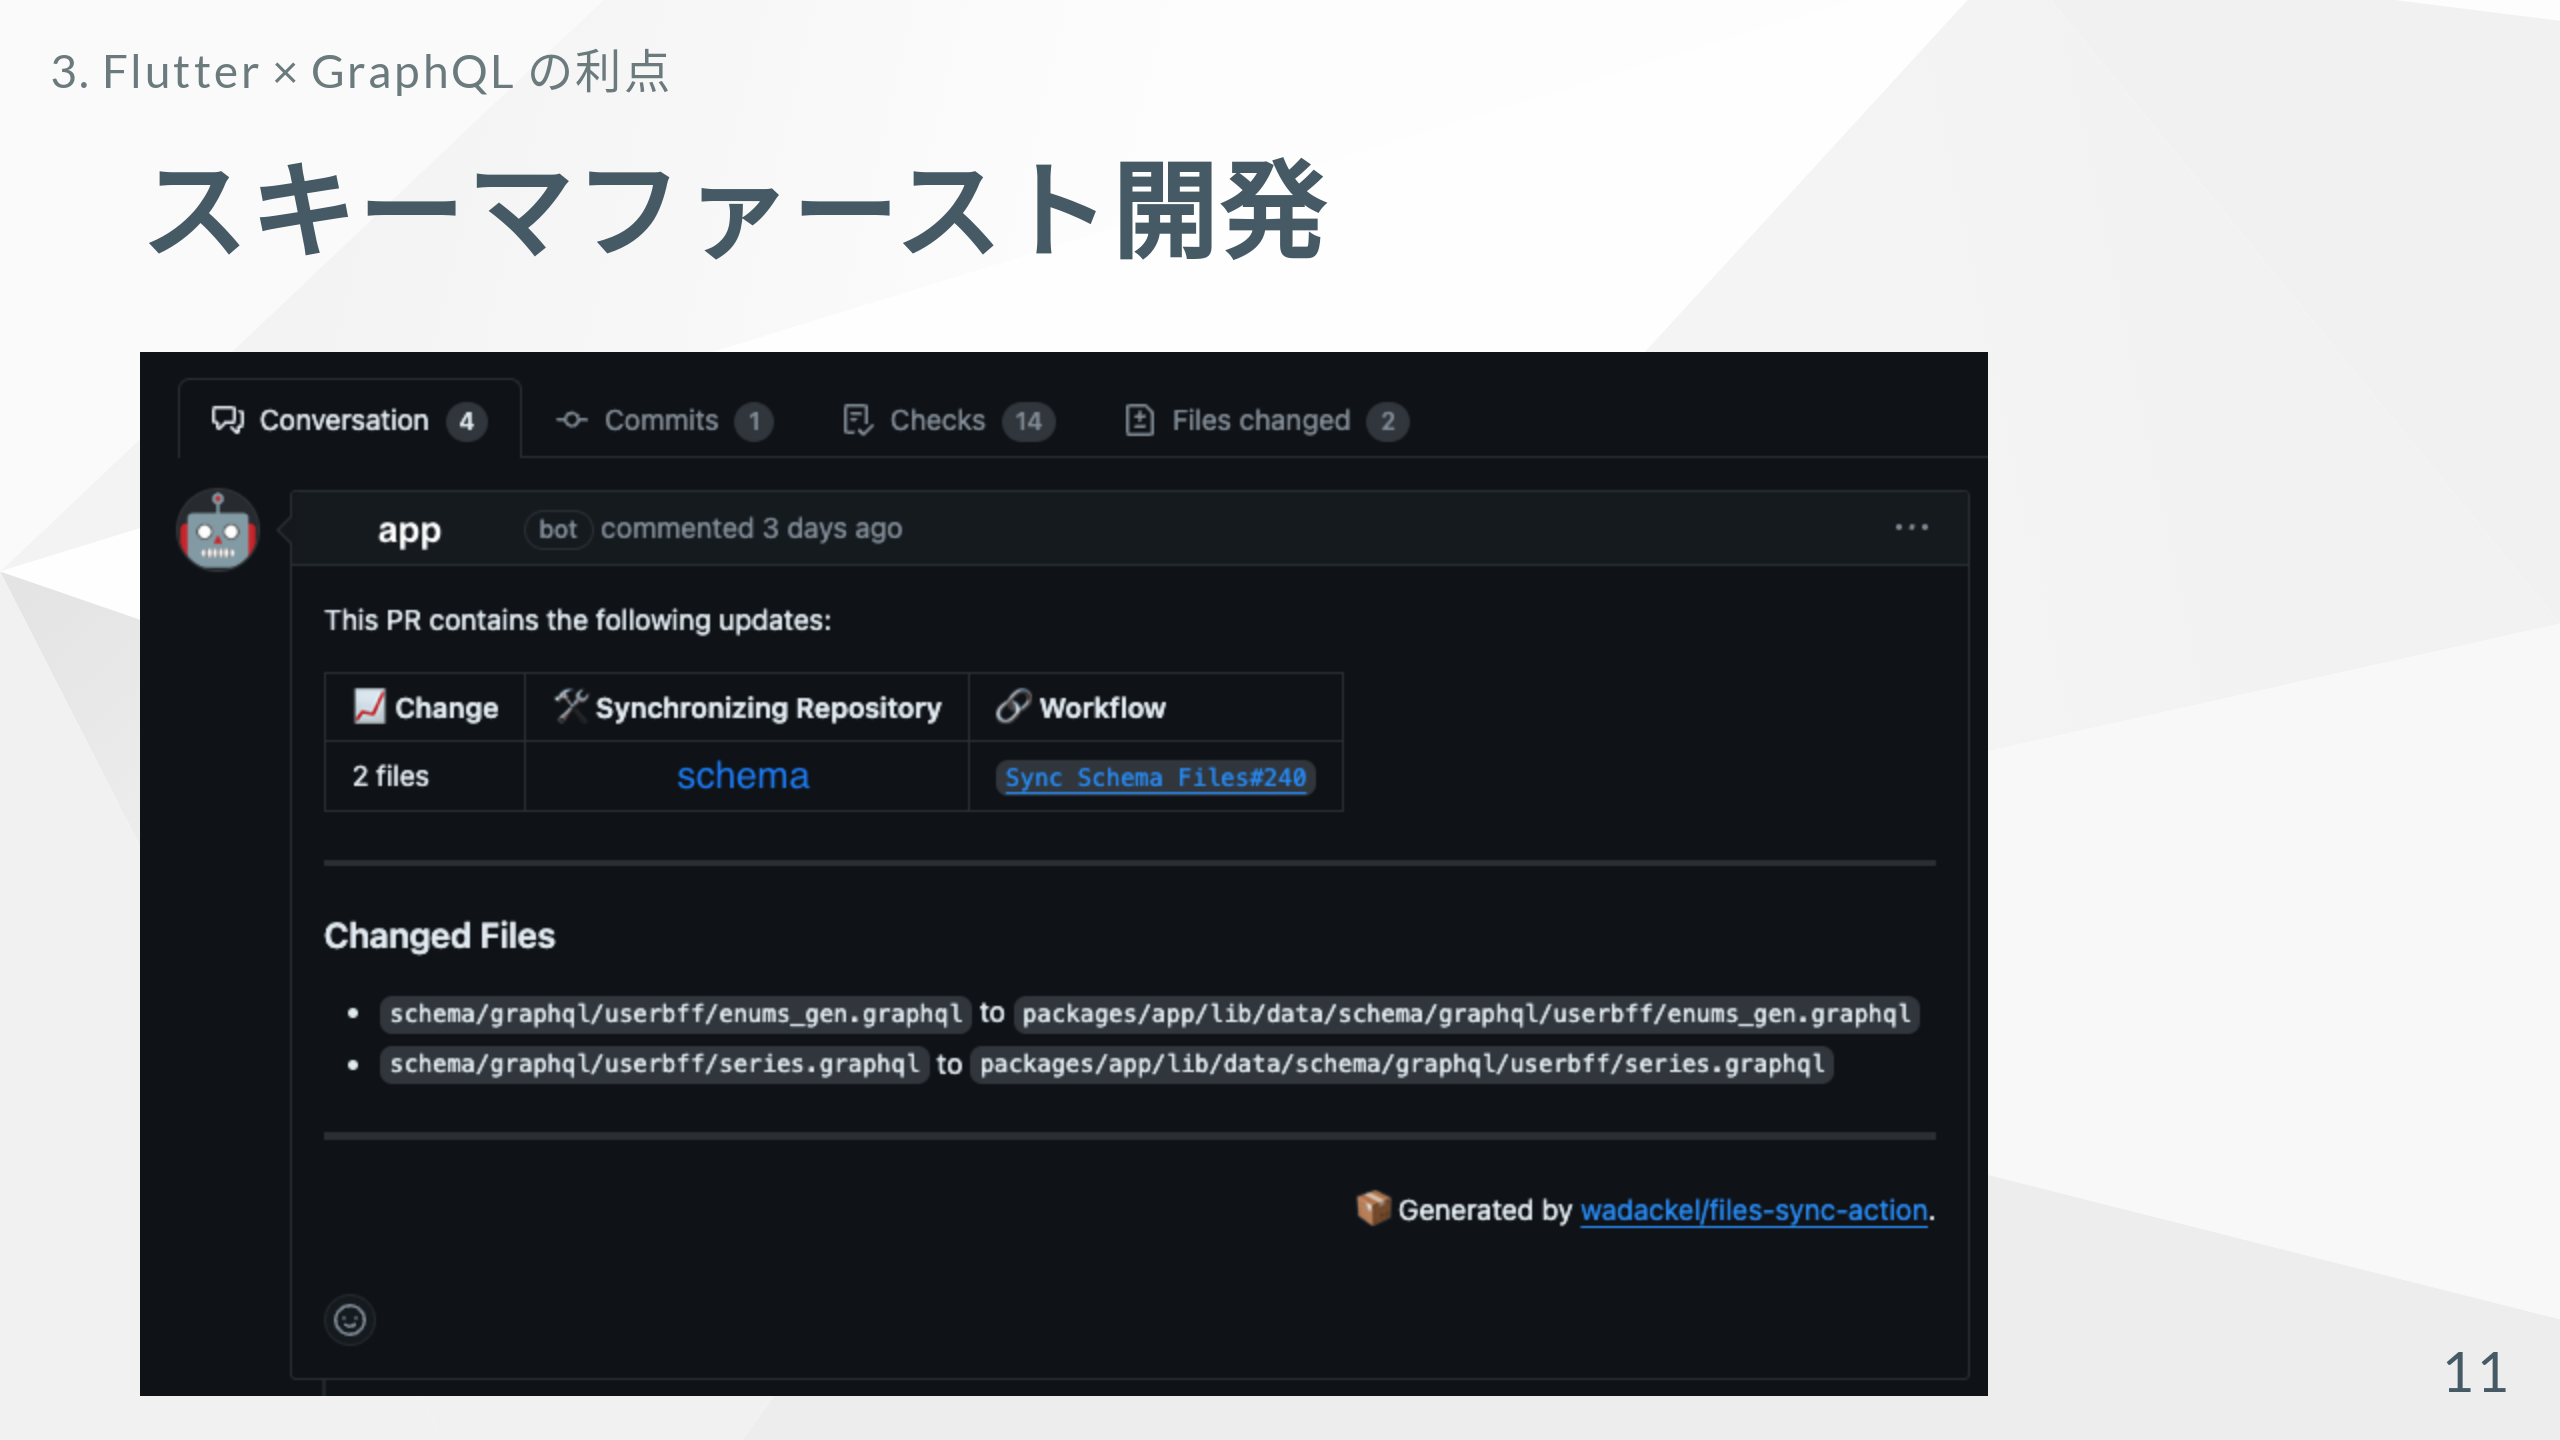 3. Flutter × GraphQL の利点
スキーマファースト開発
Conversation 4 Commits 1 Checks 14 Files changed 2
app bot commented 3 days ago
This PR contains the following updates:
Change Synchronizing Repository Workflow
2 files schema Sync Schema Files#240
Changed Files
• schema/graphql/userbff/enums_gen.graphql to packages/app/lib/data/schema/graphql/userbff/enums_gen.graphql
• schema/graphql/userbff/series.graphql to packages/app/lib/data/schema/graphql/userbff/series.graphql
Generated by wadackel/files-sync-action.
11